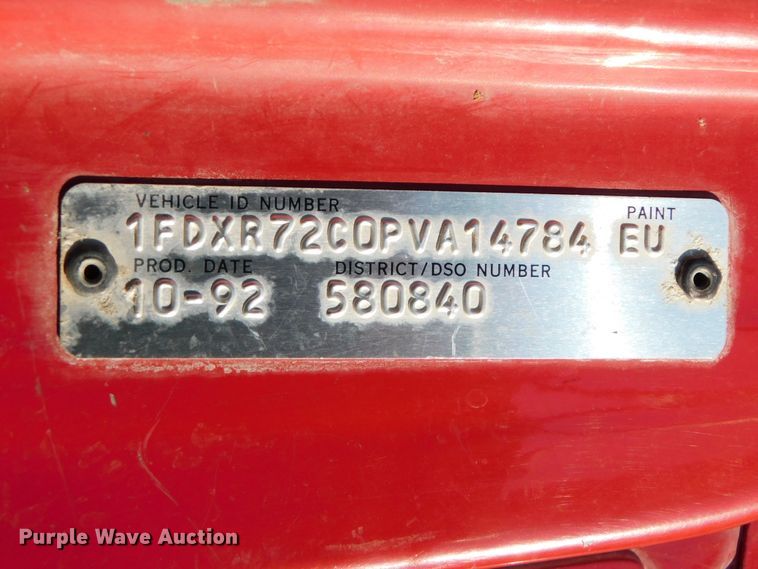 VEHICLE ID NUMBER PAINT
1FDXR72C0PVA14784 EU
PROD. DATE DISTRICT/DSO NUMBER
10-92 580840
Purple Wave Auction